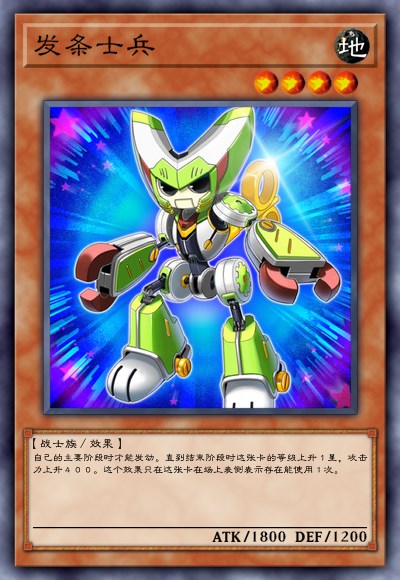 发条士兵
地
【战士族／效果】
自己的主要阶段时才能发动。直到结束阶段时这张卡的等级上升1星，攻击
力上升400。这个效果只在这张卡在场上表侧表示存在能使用1次。
ATK/1800 DEF/1200